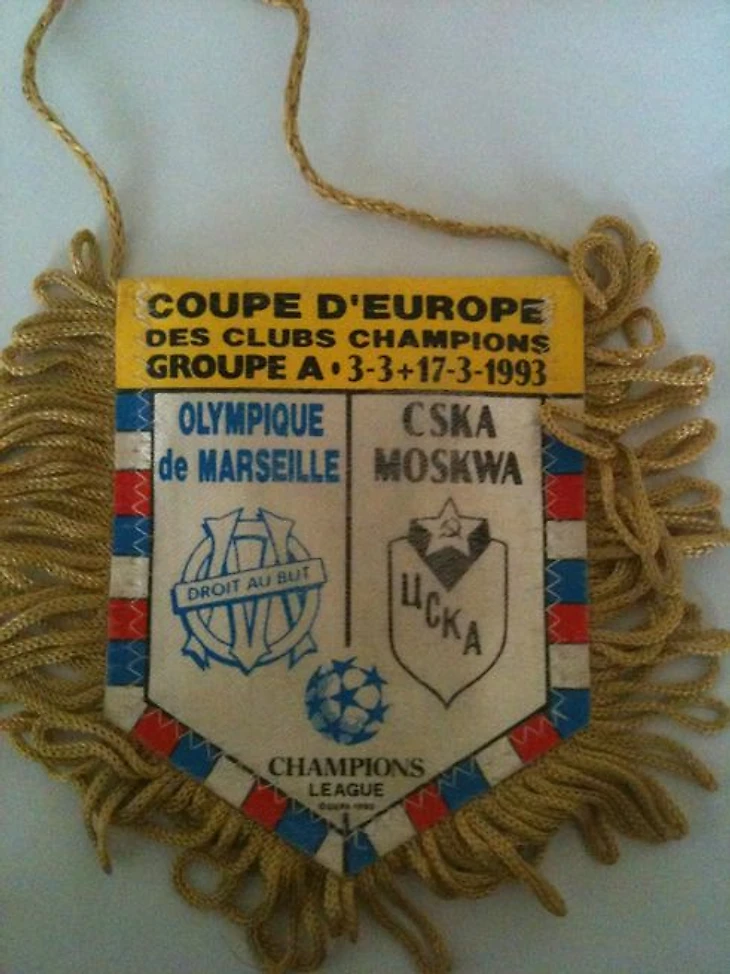 COUPE D'EUROPE
DES CLUBS CHAMPIONS
GROUPE A • 3-3+17-3-1993
OLYMPIQUE
de MARSEILLE
CSKA
MOSKWA
DROIT AU BUT
ЦСКА
CHAMPIONS
LEAGUE